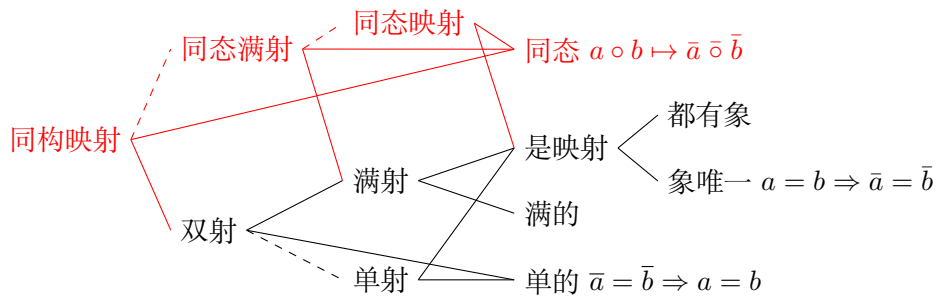 同态映射
同态满射
同态 a ∘ b ↦ ā ∘̄ b̄
都有象
同构映射
是映射
满射
象唯一 a = b ⇒ ā = b̄
满的
双射
单射
单的 ā = b̄ ⇒ a = b